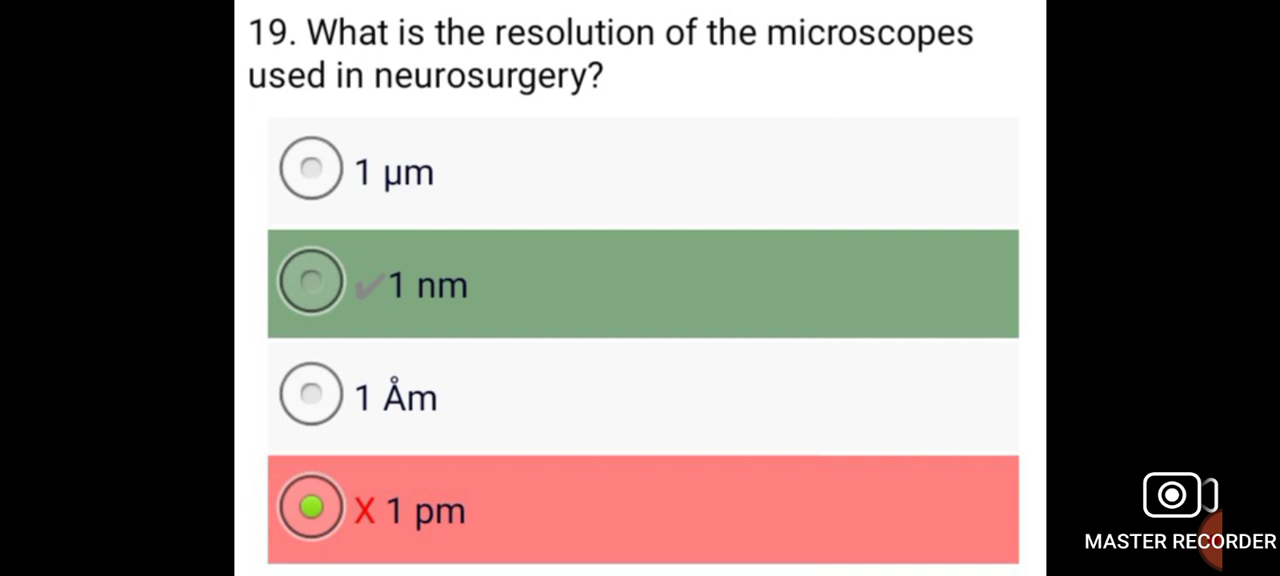 19. What is the resolution of the microscopes
used in neurosurgery?
1 μm
✔1 nm
1 Åm
X 1 pm
MASTER RECORDER